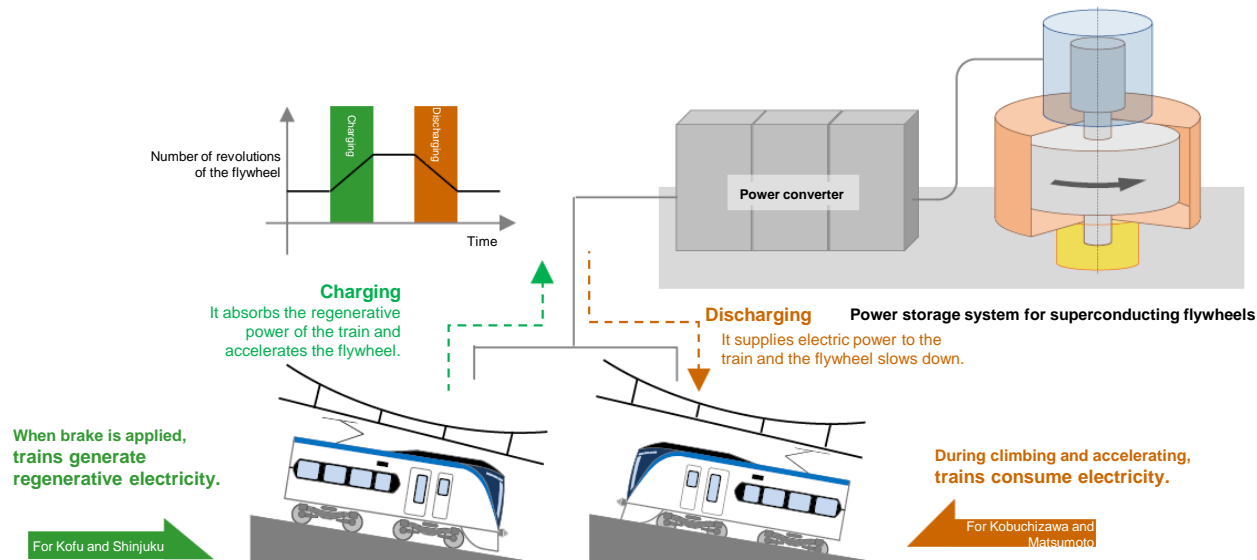 Charging
Discharging
Number of revolutions
of the flywheel
Time
Power converter
Charging
It absorbs the regenerative
power of the train and
accelerates the flywheel.
Discharging
It supplies electric power to the
train and the flywheel slows down.
Power storage system for superconducting flywheels
When brake is applied,
trains generate
regenerative electricity.
For Kofu and Shinjuku
During climbing and accelerating,
trains consume electricity.
For Kobuchizawa and
Matsumoto